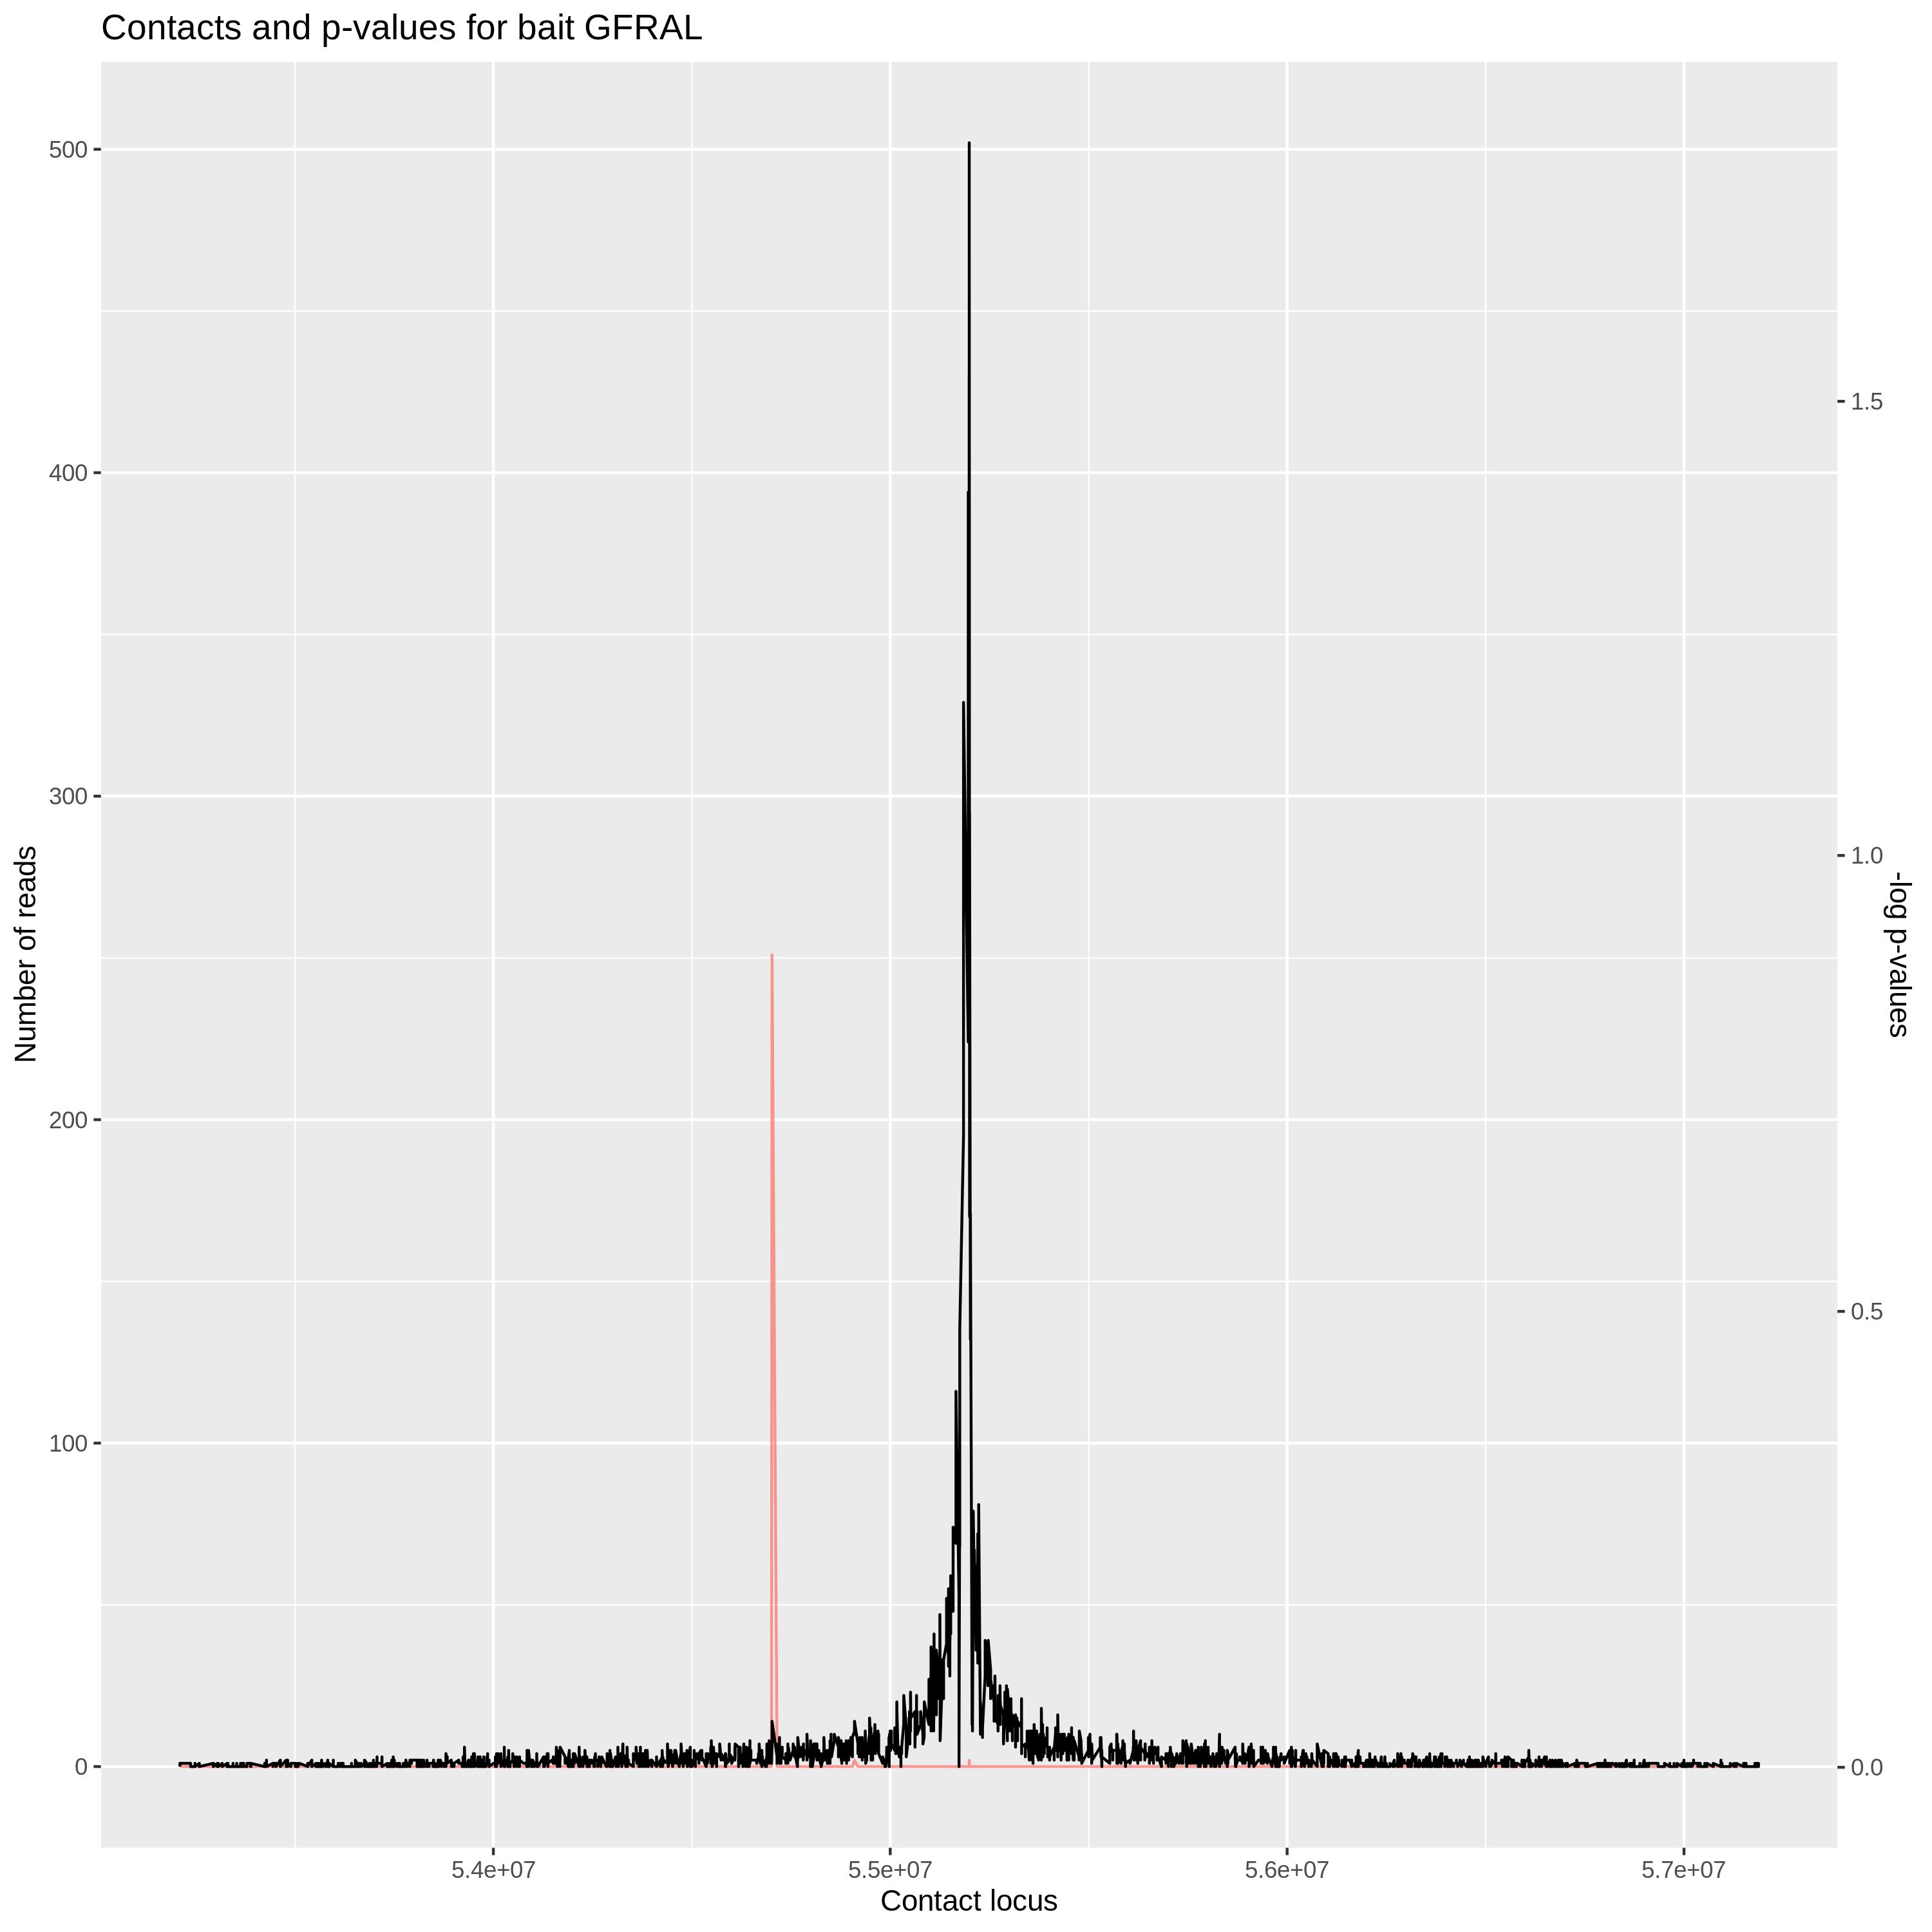 Contacts and p-values for bait GFRAL
500
400
300
200
100
0
Number of reads
1.5
1.0
0.5
0.0
-log p-values
5.4e+07
5.5e+07
5.6e+07
5.7e+07
Contact locus